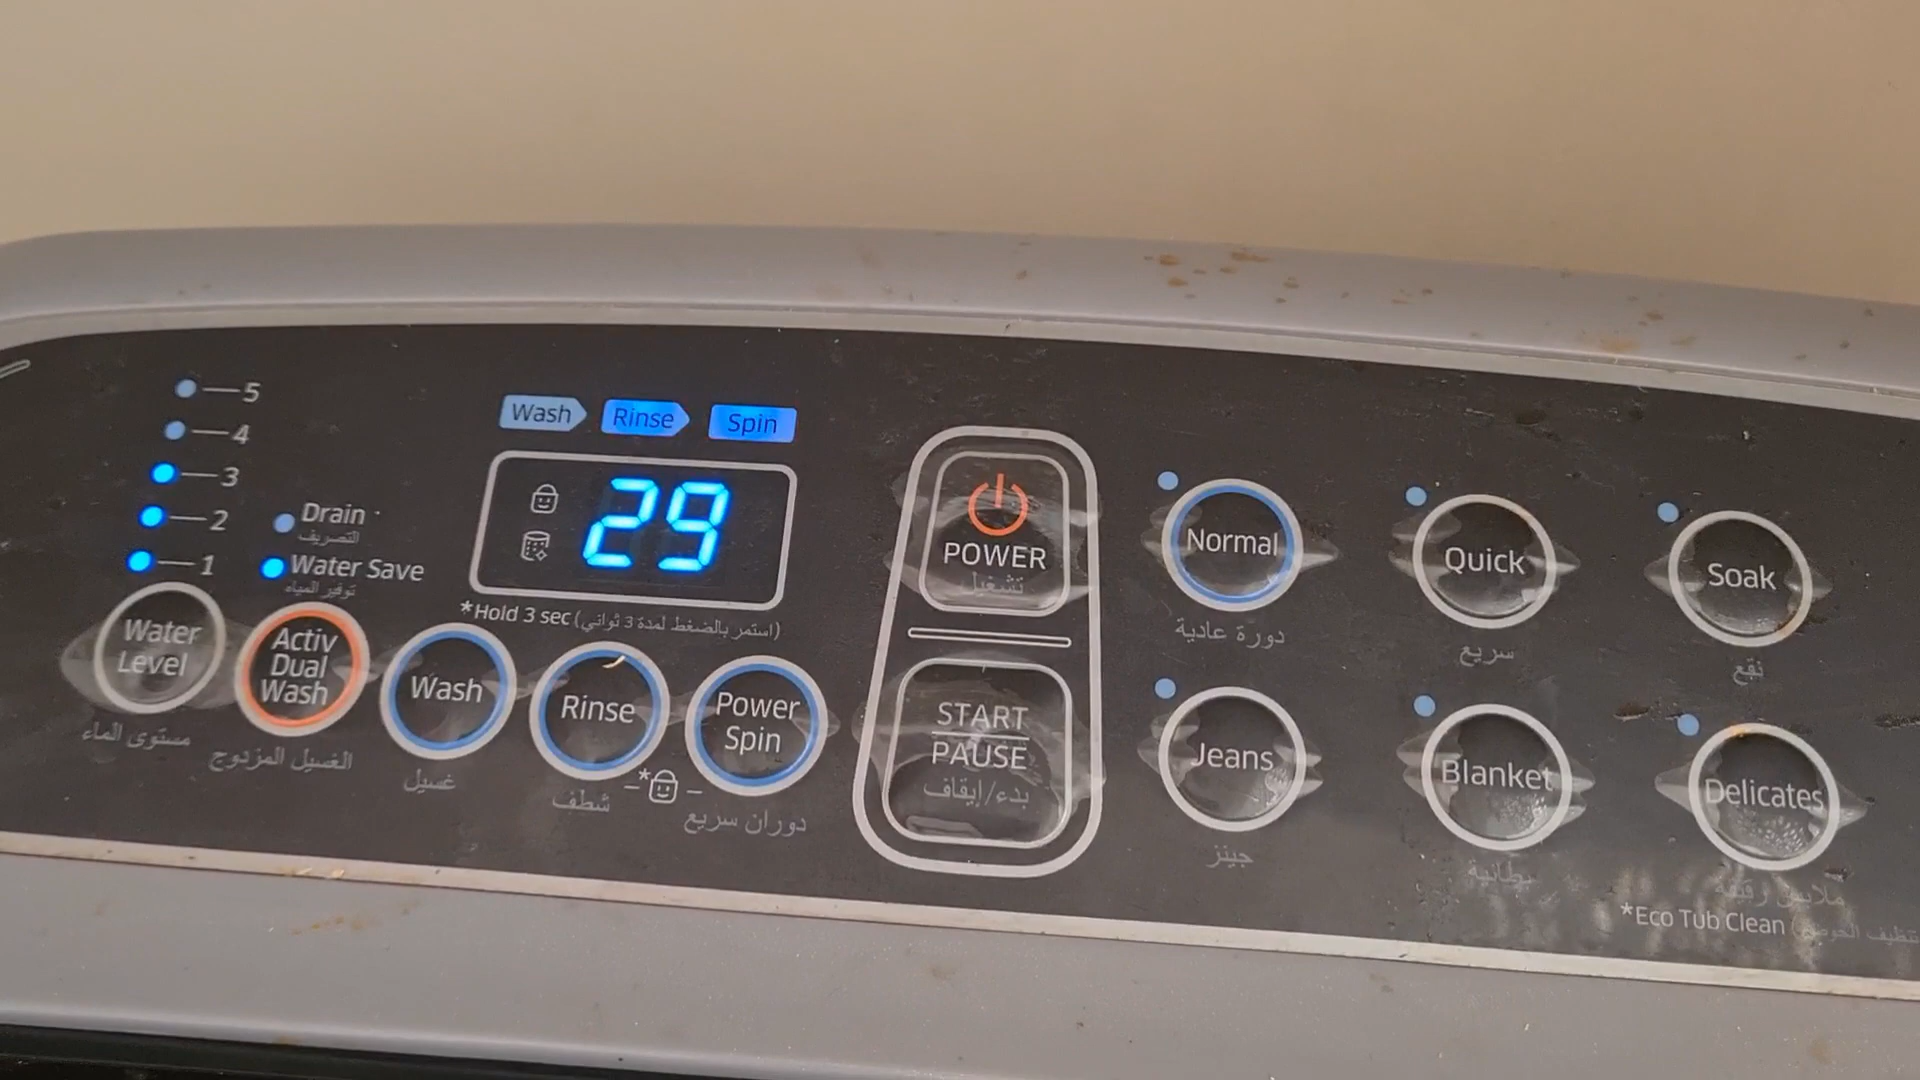 5
4
3
2
1
Drain
التصريف
Water Save
توفير المياه
Wash
Rinse
Spin
29
*Hold 3 sec (استمر بالضغط لمدة 3 ثواني)
Water Level
مستوى الماء
Activ Dual Wash
الغسيل المزدوج
Wash
غسيل
Rinse
شطف
*
Power Spin
دوران سريع
POWER
تشغيل
START
PAUSE
بدء/إيقاف
Normal
دورة عادية
Quick
سريع
Soak
نقع
Jeans
جينز
Blanket
بطانية
Delicates
ملابس رقيقة
*Eco Tub Clean (تنظيف الحوض